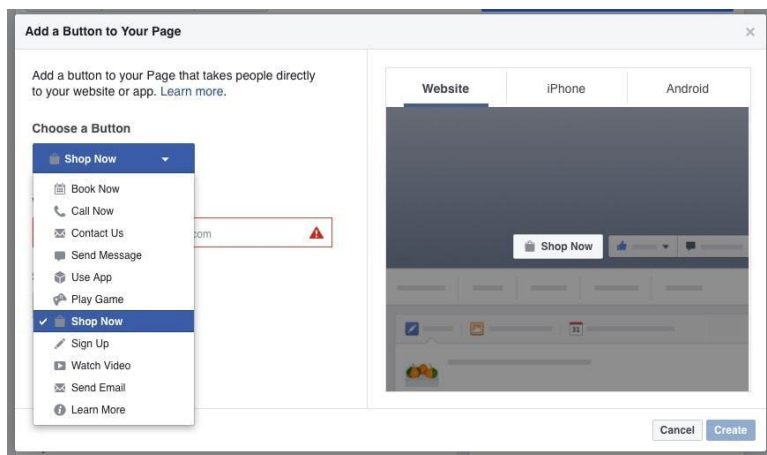 Add a Button to Your Page
Add a button to your Page that takes people directly
to your website or app. Learn more.
Choose a Button
Shop Now
Book Now
Call Now
Contact Us
Send Message
Use App
Play Game
Shop Now
Sign Up
Watch Video
Send Email
Learn More
com
Website iPhone Android
Shop Now
31
Cancel Create